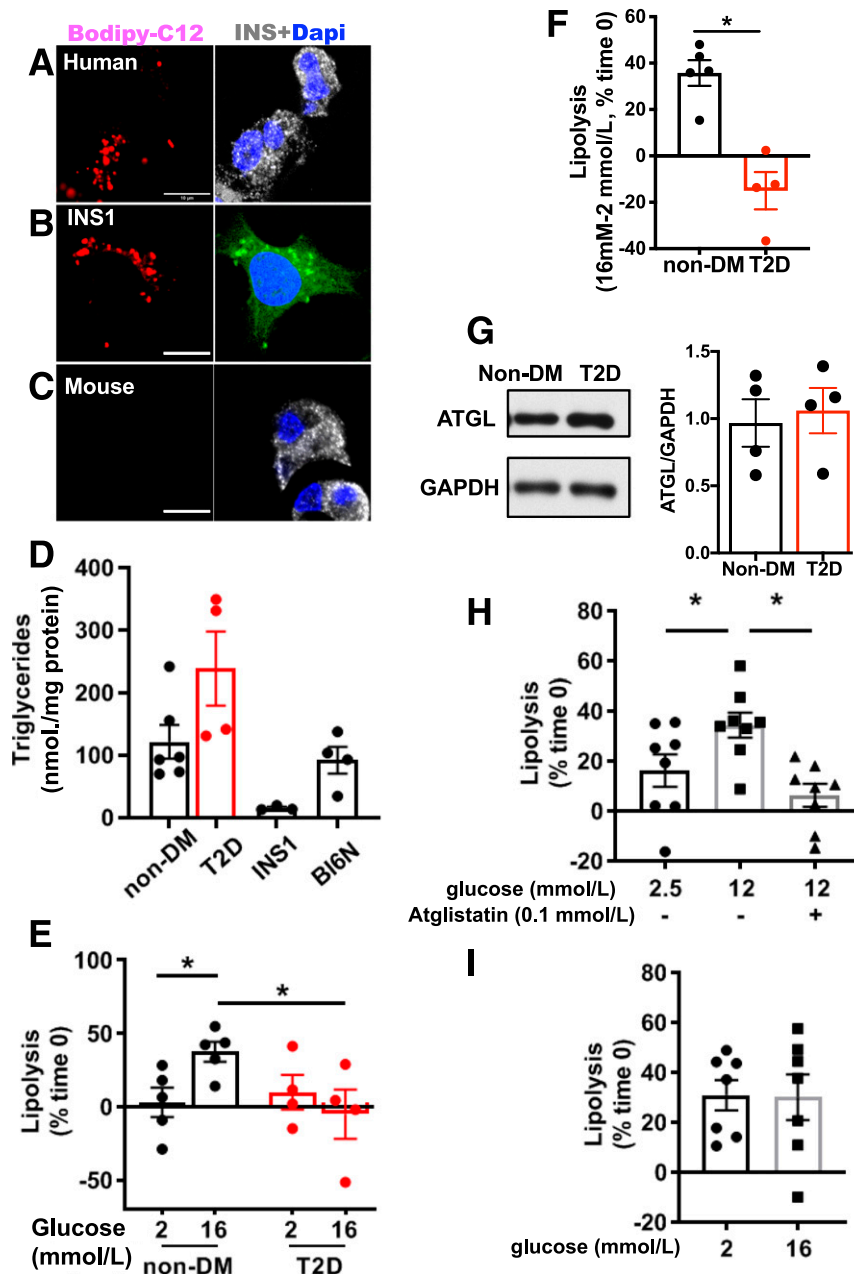 Bodipy-C12 INS+Dapi
A Human
10 μm
B INS1
C Mouse
D
Triglycerides
(nmol./mg protein)
400
300
200
100
0
non-DM T2D INS1 BI6N
E
Lipolysis
(% time 0)
100
50
0
-50
Glucose
(mmol/L)
2 16 2 16
non-DM T2D
* *
F
Lipolysis
(16mM-2 mmol/L, % time 0)
60
40
20
0
-20
-40
*
non-DM T2D
G
Non-DM T2D
ATGL
GAPDH
ATGL/GAPDH
1.5
1.0
0.5
0.0
Non-DM T2D
H
Lipolysis
(% time 0)
80
60
40
20
0
-20
* *
glucose (mmol/L) 2.5 12 12
Atglistatin (0.1 mmol/L) - - +
I
Lipolysis
(% time 0)
80
60
40
20
0
-20
glucose (mmol/L) 2 16